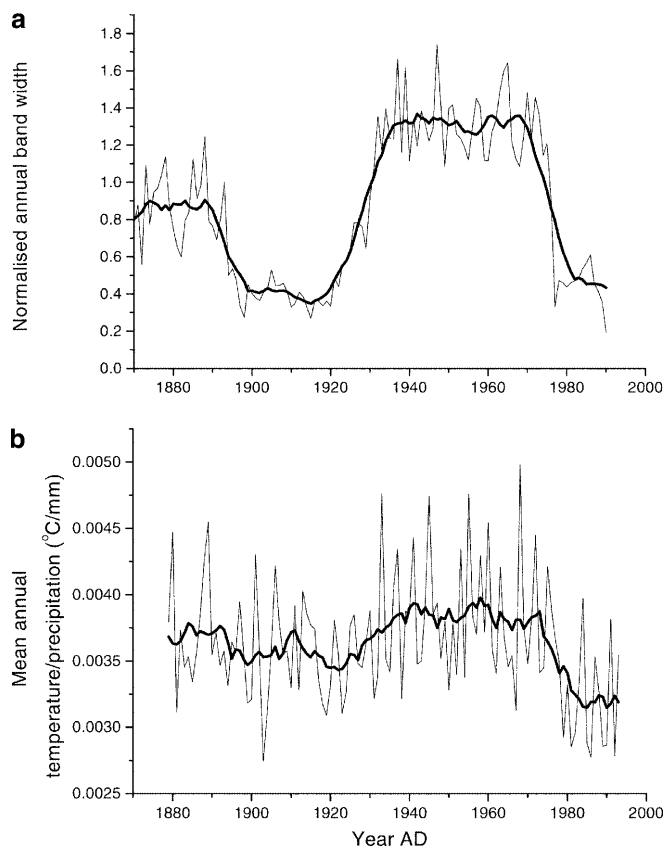 a
Normalised annual band width
1.8
1.6
1.4
1.2
1.0
0.8
0.6
0.4
0.2
0.0
1880 1900 1920 1940 1960 1980 2000
b
Mean annual
temperature/precipitation (°C/mm)
0.0050
0.0045
0.0040
0.0035
0.0030
0.0025
1880 1900 1920 1940 1960 1980 2000
Year AD